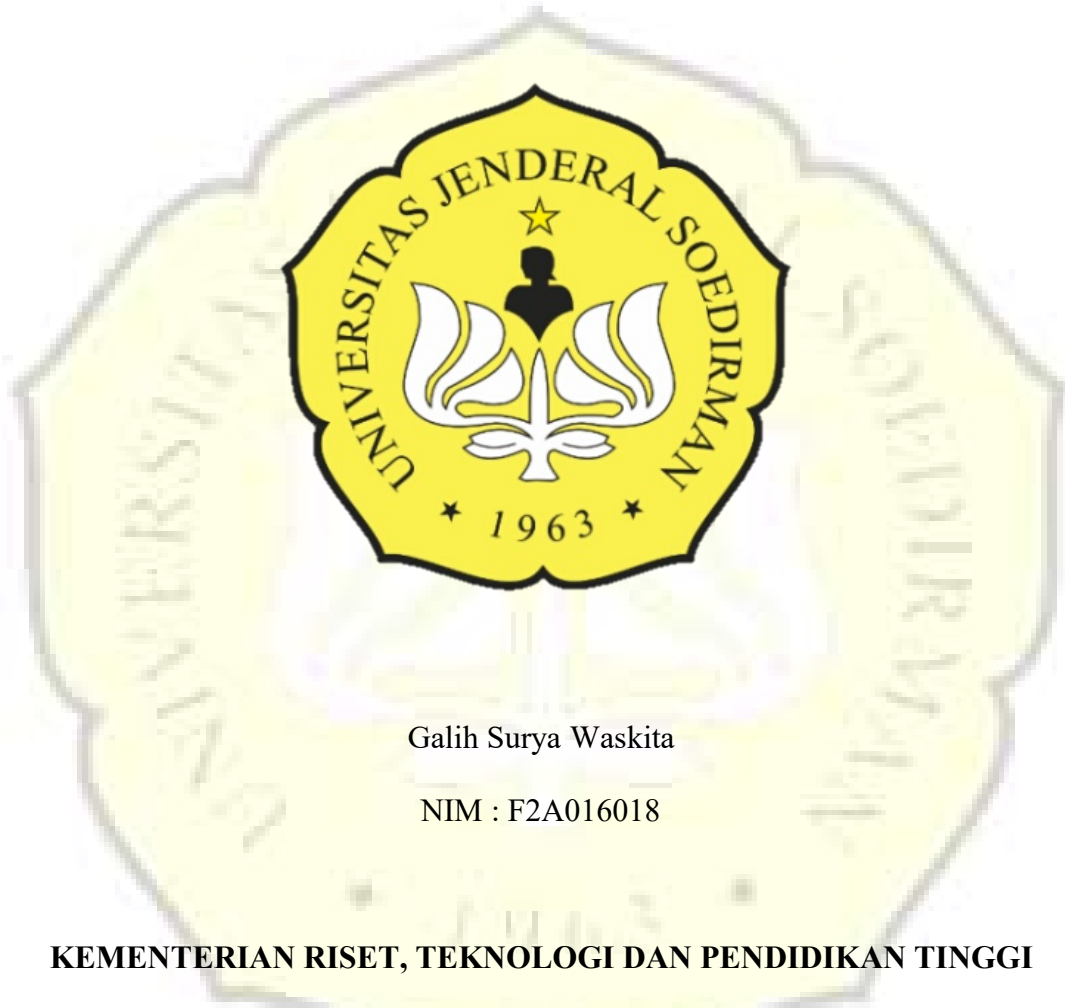 UNIVERSITAS JENDERAL SOEDIRMAN
★ 1963 ★
Galih Surya Waskita
NIM : F2A016018
KEMENTERIAN RISET, TEKNOLOGI DAN PENDIDIKAN TINGGI